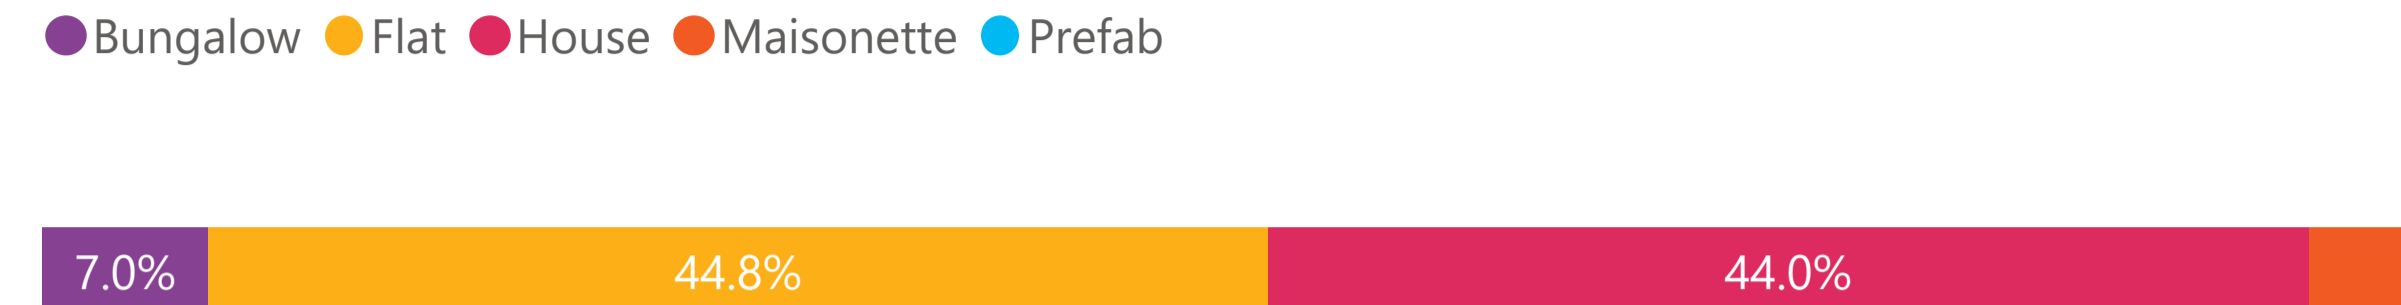 Bungalow Flat House Maisonette Prefab
7.0% 44.8% 44.0%